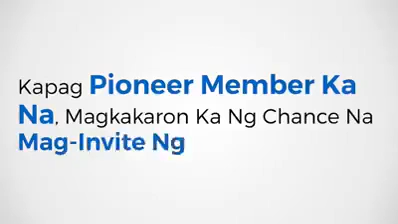 Kapag Pioneer Member Ka
Na, Magkakaron Ka Ng Chance Na
Mag-Invite Ng